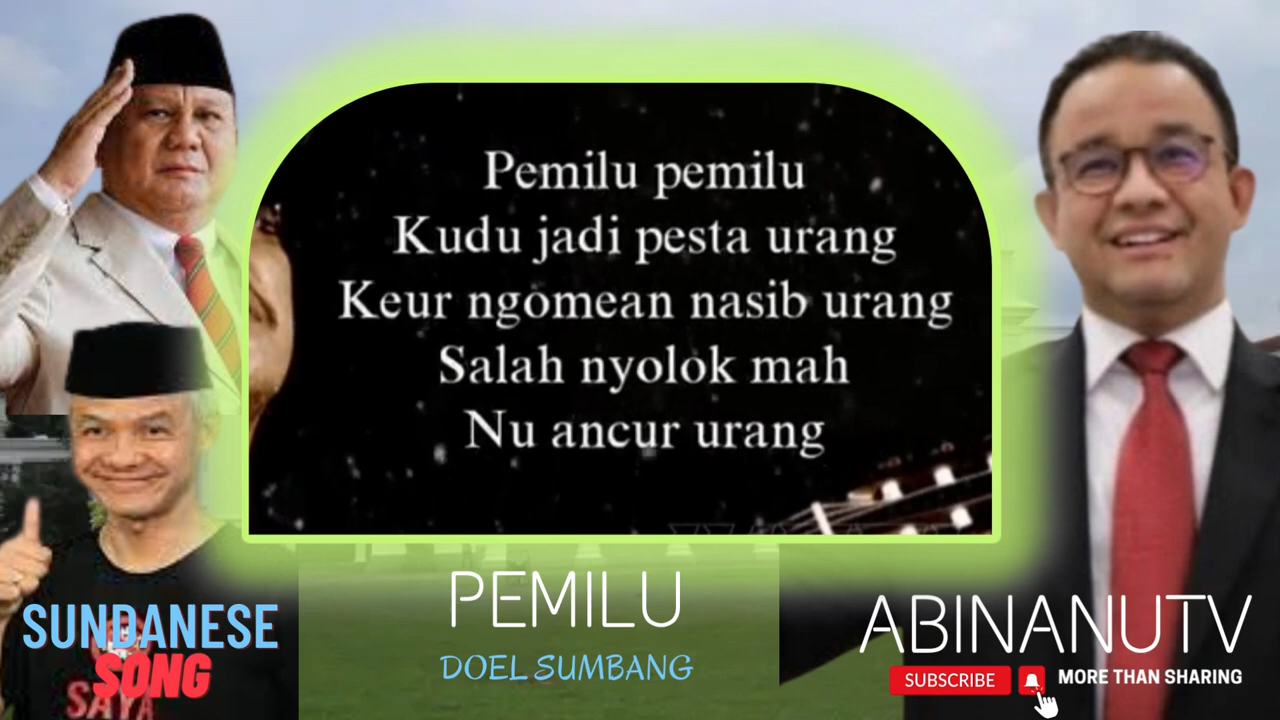 Pemilu pemilu
Kudu jadi pesta urang
Keur ngomean nasib urang
Salah nyolok mah
Nu ancur urang
PEMILU
DOEL SUMBANG
SUNDANESE
SONG
SAYA
ABINANUTV
SUBSCRIBE
MORE THAN SHARING